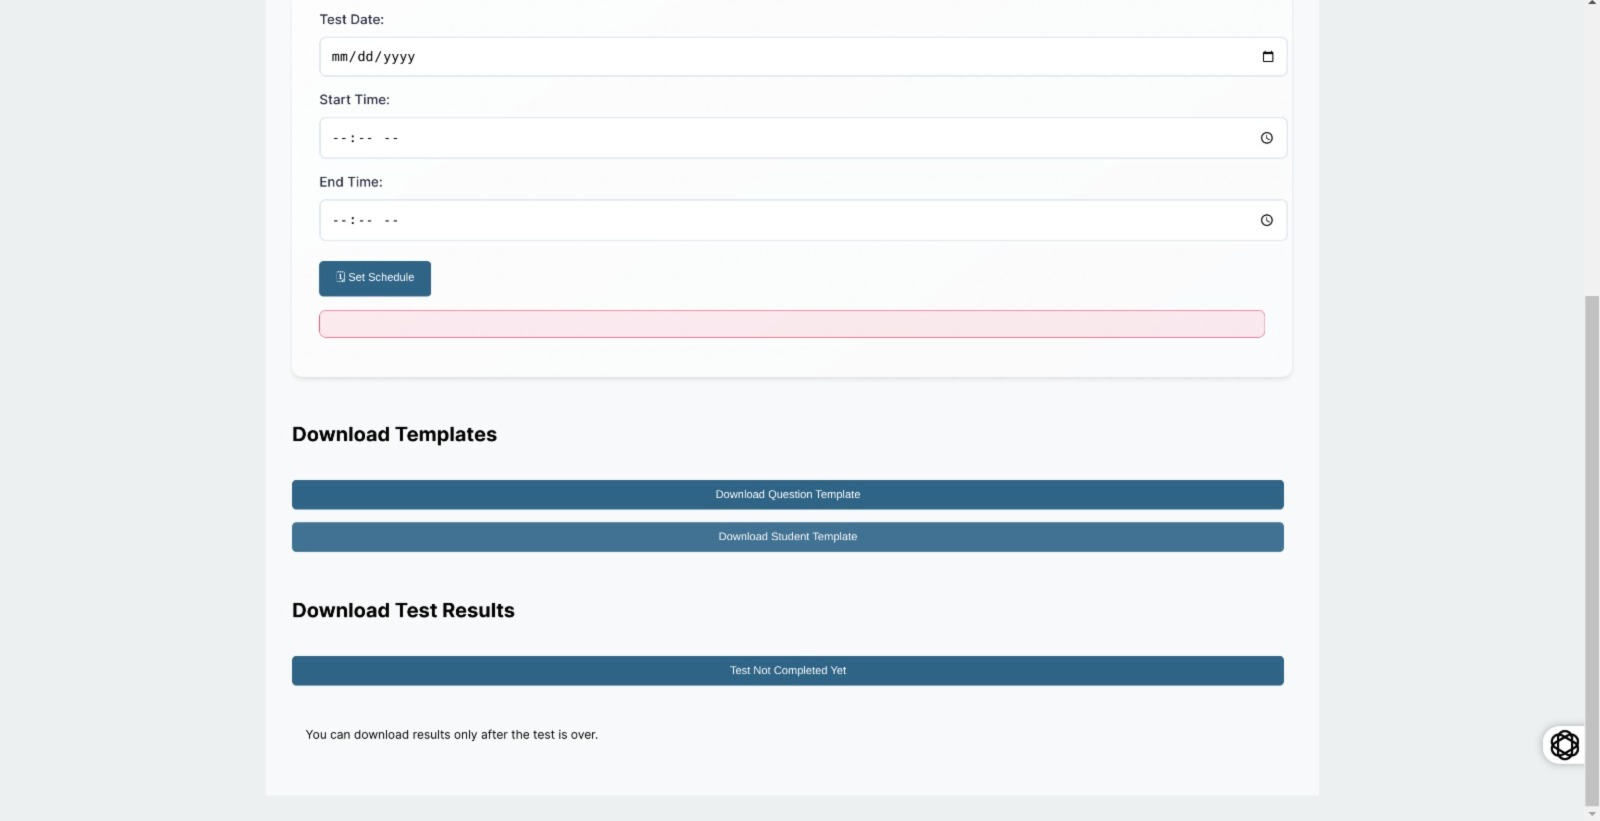 Test Date:
mm/dd/yyyy
Start Time:
--:-- --
End Time:
--:-- --
🗓 Set Schedule
Download Templates
Download Question Template
Download Student Template
Download Test Results
Test Not Completed Yet
You can download results only after the test is over.